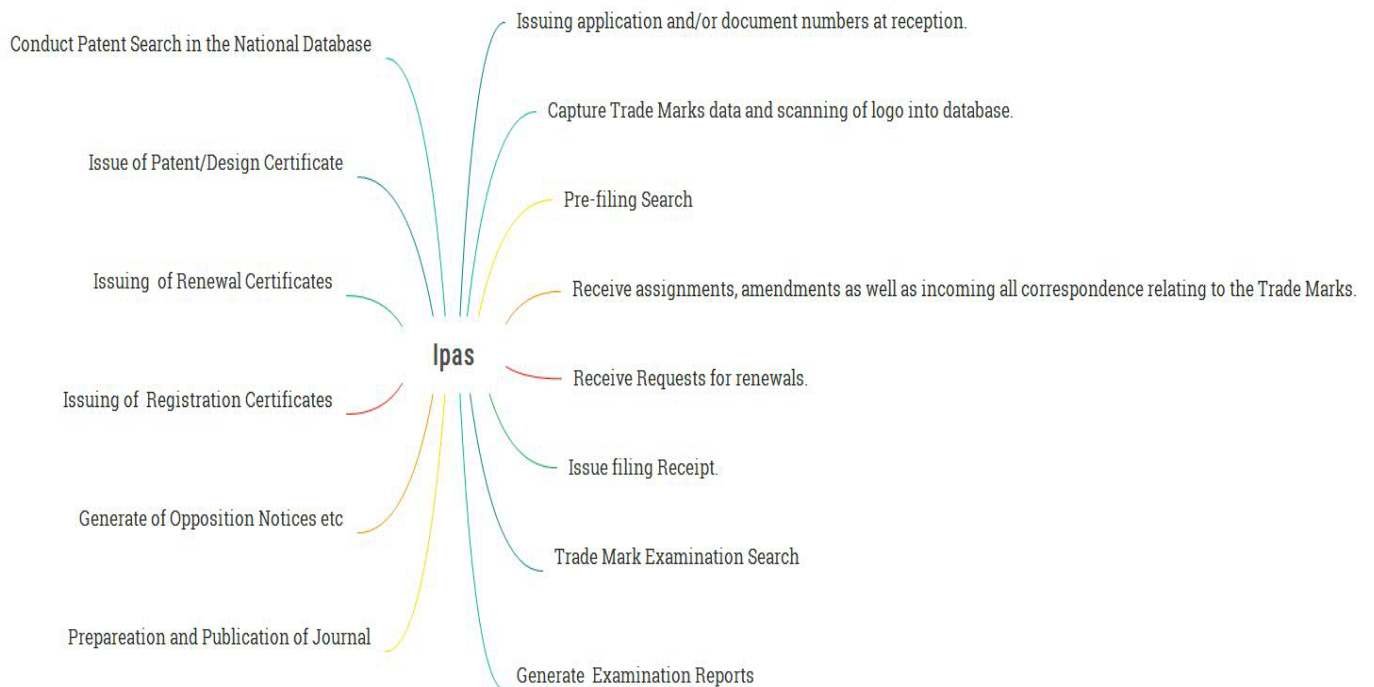 Issuing application and/or document numbers at reception.
Conduct Patent Search in the National Database
Capture Trade Marks data and scanning of logo into database.
Issue of Patent/Design Certificate
Pre-filing Search
Issuing  of Renewal Certificates
Receive assignments, amendments as well as incoming all correspondence relating to the Trade Marks.
Ipas
Receive Requests for renewals.
Issuing of  Registration Certificates
Issue filing Receipt.
Generate of Opposition Notices etc
Trade Mark Examination Search
Prepareation and Publication of Journal
Generate  Examination Reports